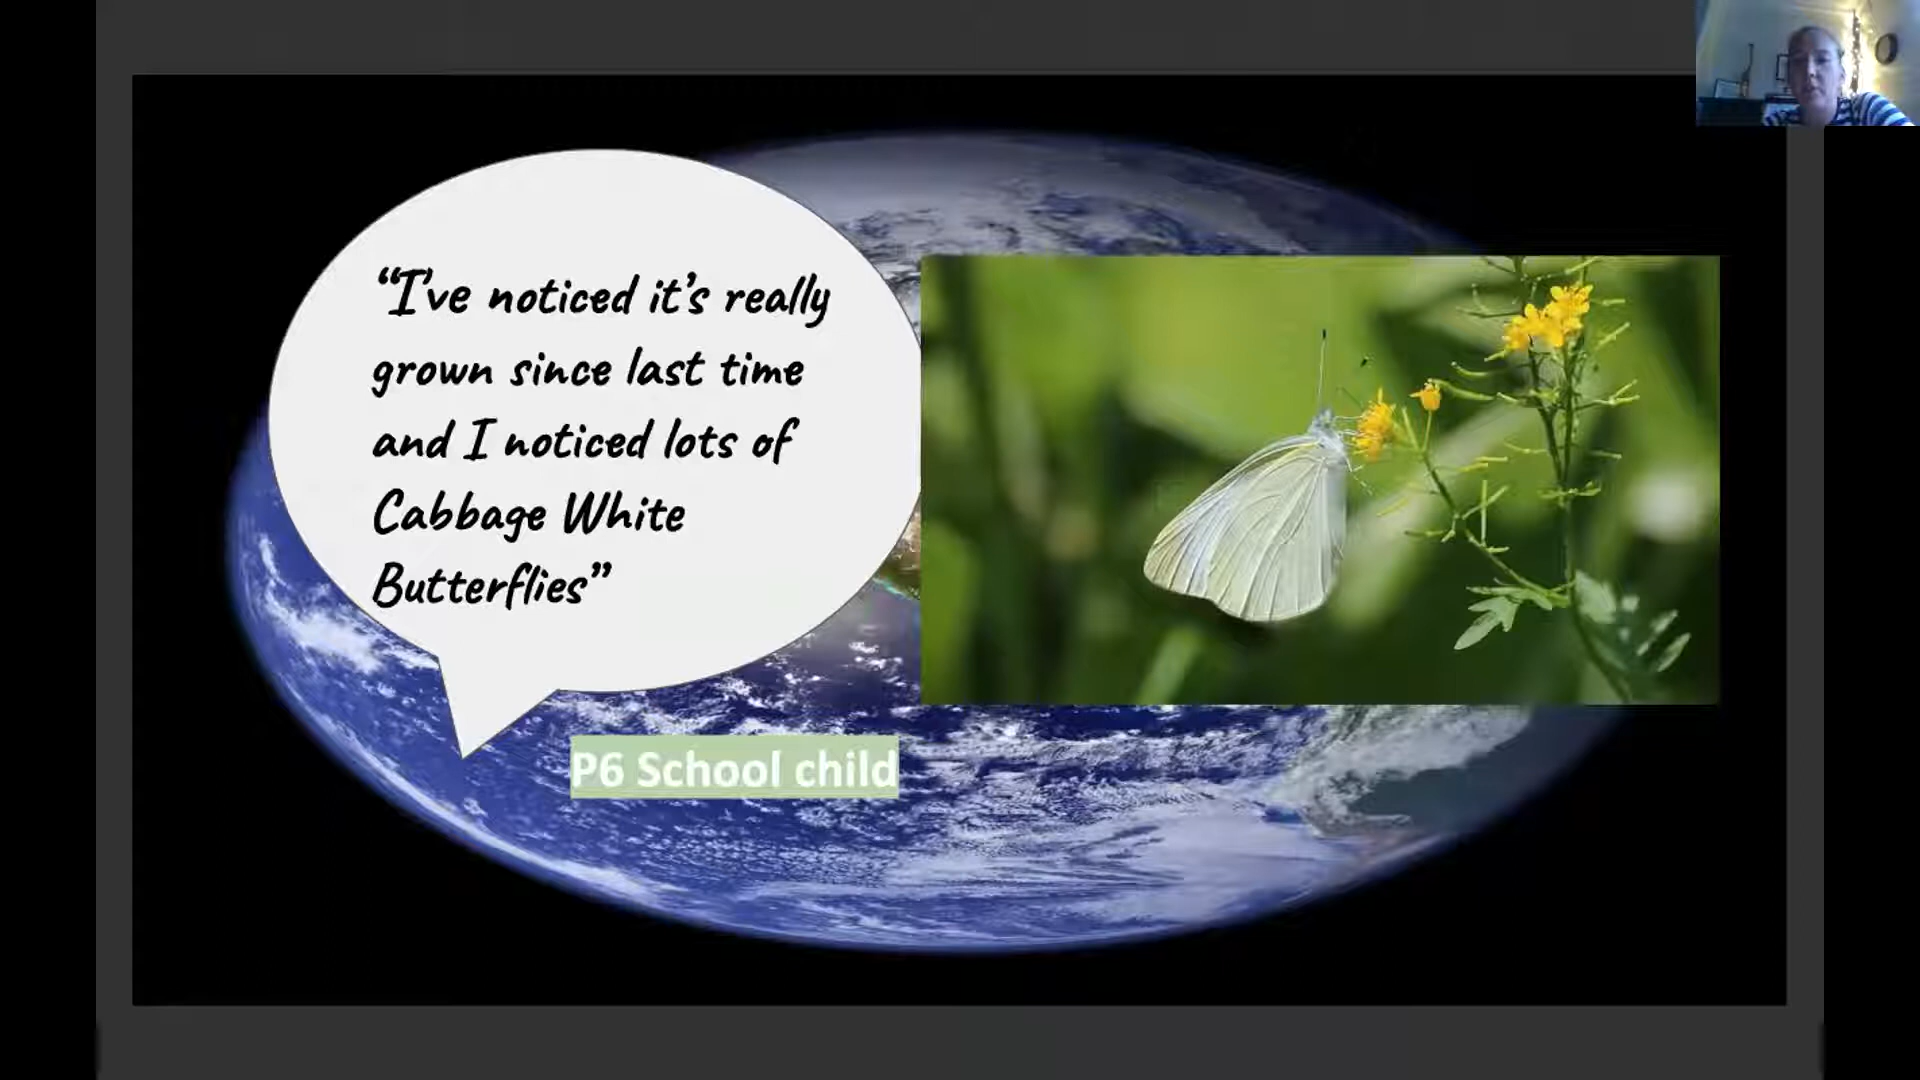 “I've noticed it’s really
grown since last time
and I noticed lots of
Cabbage White
Butterflies”
P6 School child